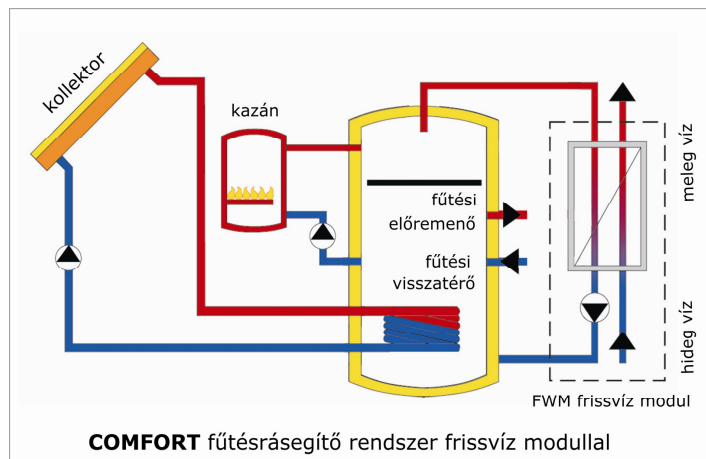 kollektor
kazán
fűtési
előremenő
fűtési
visszatérő
meleg víz
hideg víz
FWM frissvíz modul
COMFORT fűtésrásegítő rendszer frissvíz modullal